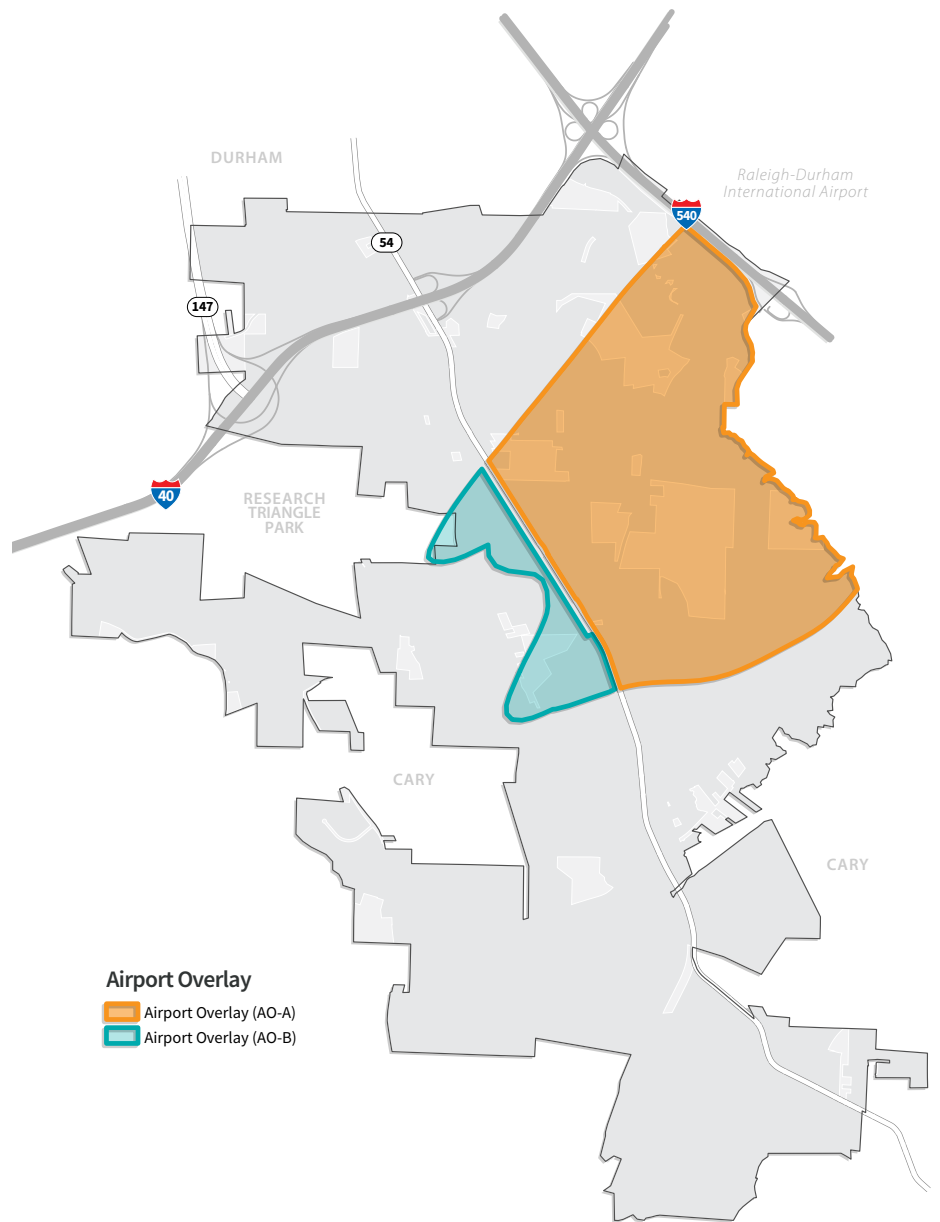 DURHAM
Raleigh-Durham
International Airport
540
54
147
40
RESEARCH
TRIANGLE
PARK
CARY
CARY
Airport Overlay
Airport Overlay (AO-A)
Airport Overlay (AO-B)